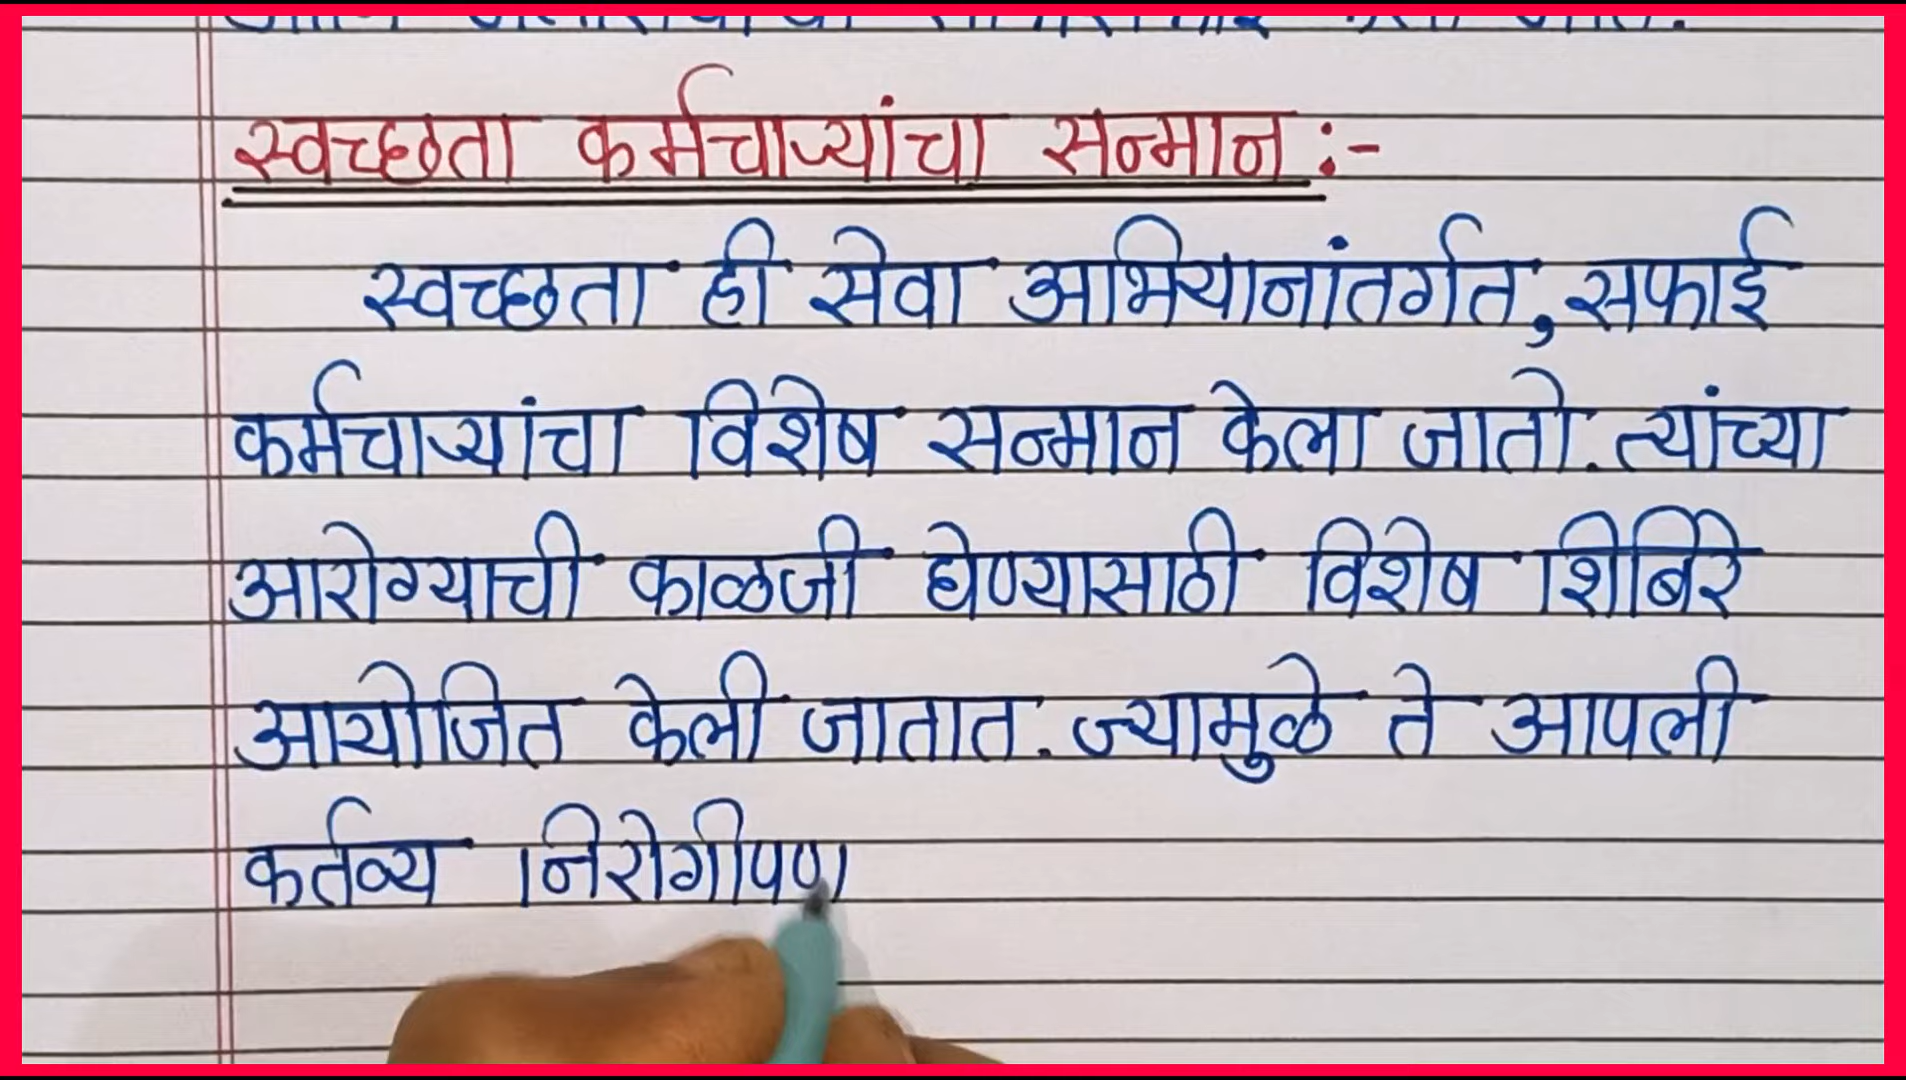 स्वच्छता कर्मचाऱ्यांचा सन्मान :-
स्वच्छता ही सेवा अभियानांतर्गत, सफाई
कर्मचाऱ्यांचा विशेष सन्मान केला जातो. त्यांच्या
आरोग्याची काळजी घेण्यासाठी विशेष शिबिरे
आयोजित केली जातात. ज्यामुळे ते आपली
कर्तव्य निरोगीपण